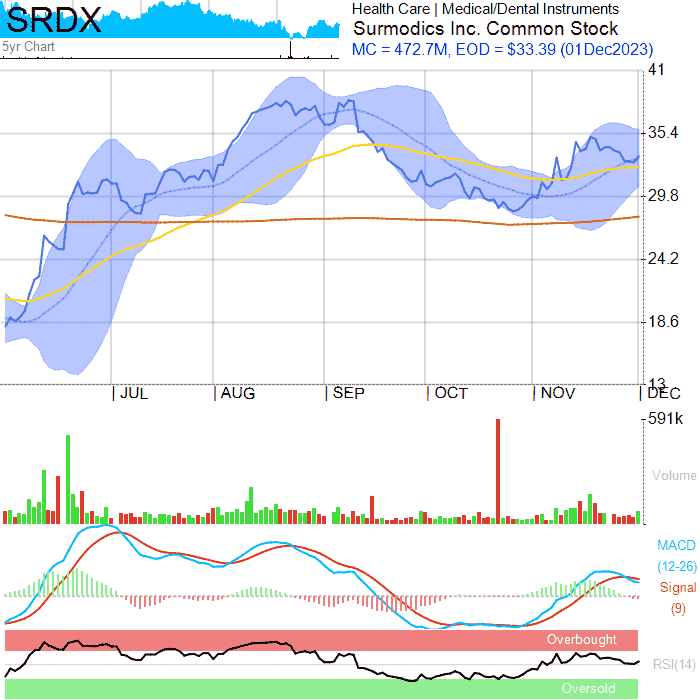 SRDX
Health Care | Medical/Dental Instruments
Surmodics Inc. Common Stock
5yr Chart
MC = 472.7M, EOD = $33.39 (01Dec2023)
41
35.4
29.8
24.2
18.6
13
JUL
AUG
SEP
OCT
NOV
DEC
591k
Volume
MACD
(12-26)
Signal
(9)
Overbought
RSI(14)
Oversold